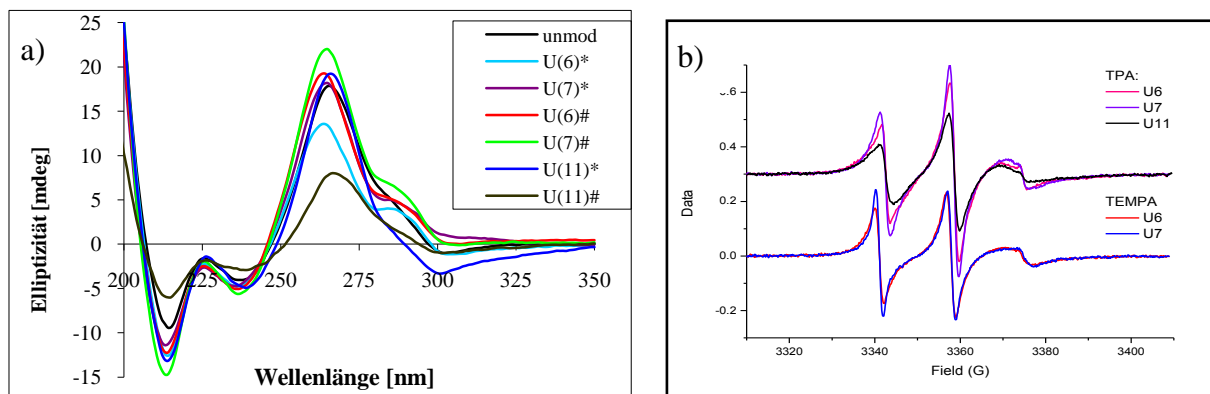 a)
25
20
15
10
5
0
-5
-10
-15
200
225
250
275
300
325
350
Elliptizität [mdeg]
Wellenlänge [nm]
unmod
U(6)*
U(7)*
U(6)#
U(7)#
U(11)*
U(11)#
b)
TPA:
U6
U7
U11
TEMPA
U6
U7
0.6
0.4
0.2
0.0
-0.2
Data
3320
3340
3360
3380
3400
Field (G)